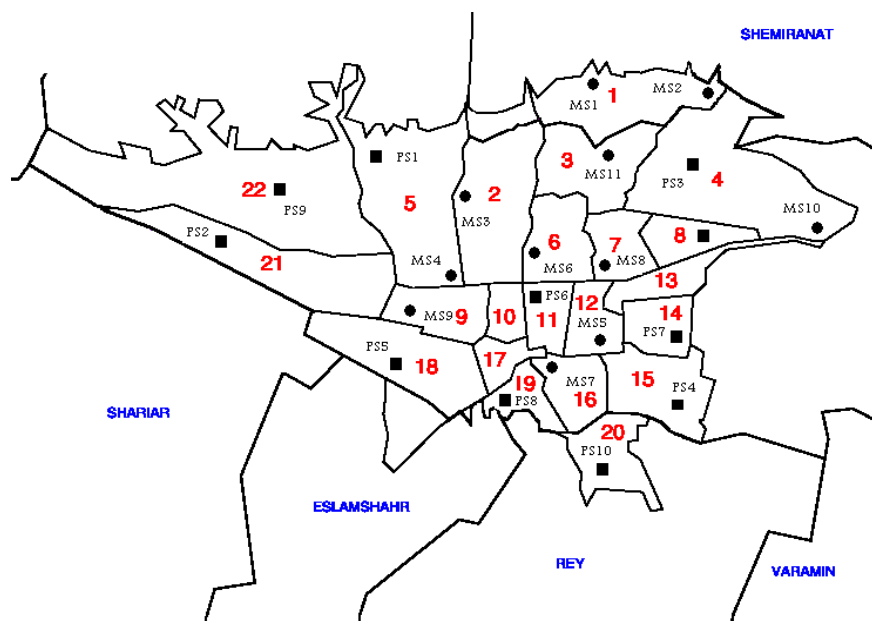 SHEMIRANAT
MS1
1
MS2
3
MS11
PS1
PS3
4
22
PS9
5
2
MS3
MS10
PS2
21
6
MS6
7
MS8
8
MS4
13
MS9
9
10
PS6
11
12
MS5
14
PS7
PS5
18
17
19
PS8
MS7
16
15
PS4
SHARIAR
20
PS10
ESLAMSHAHR
REY
VARAMIN